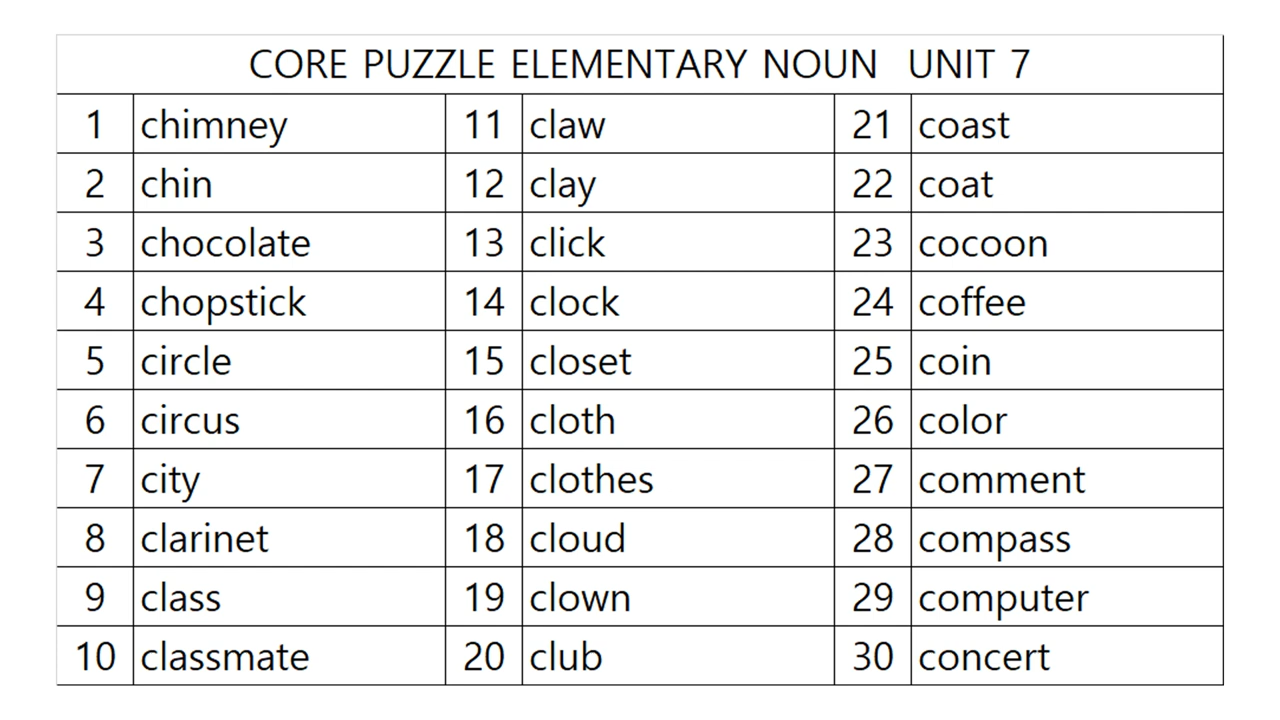 CORE PUZZLE ELEMENTARY NOUN UNIT 7
1 chimney 11 claw 21 coast
2 chin 12 clay 22 coat
3 chocolate 13 click 23 cocoon
4 chopstick 14 clock 24 coffee
5 circle 15 closet 25 coin
6 circus 16 cloth 26 color
7 city 17 clothes 27 comment
8 clarinet 18 cloud 28 compass
9 class 19 clown 29 computer
10 classmate 20 club 30 concert